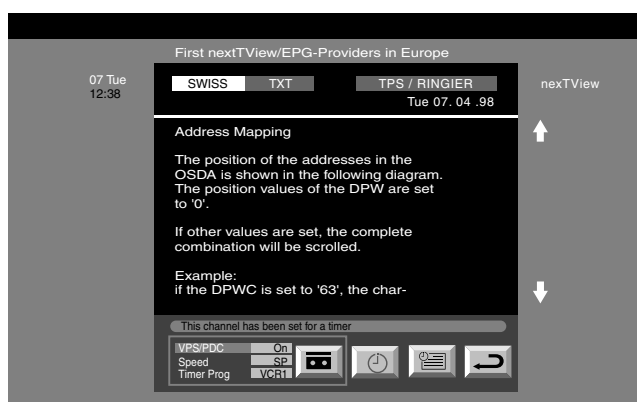 First nexTView/EPG-Providers in Europe
07 Tue
12:38
SWISS TXT TPS / RINGIER
Tue 07. 04 .98
nexTView
Address Mapping
The position of the addresses in the
OSDA is shown in the following diagram.
The position values of the DPW are set
to '0'.
If other values are set, the complete
combination will be scrolled.
Example:
if the DPWC is set to '63', the char-
This channel has been set for a timer
VPS/PDC On
Speed SP
Timer Prog VCR1